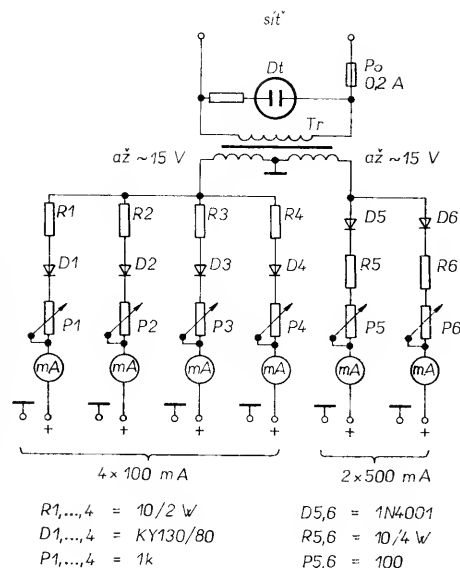 síť
Dt
Po
0,2 A
Tr
až ~15 V
až ~15 V
R1
R2
R3
R4
D5
D6
D1
D2
D3
D4
R5
R6
P1
P2
P3
P4
P5
P6
mA
mA
mA
mA
mA
mA
+
+
+
+
+
+
4 × 100 mA
2 × 500 mA
R1,...,4 = 10/2 W
D1,...,4 = KY130/80
P1,...,4 = 1k
D5,6 = 1N4001
R5,6 = 10/4 W
P5,6 = 100